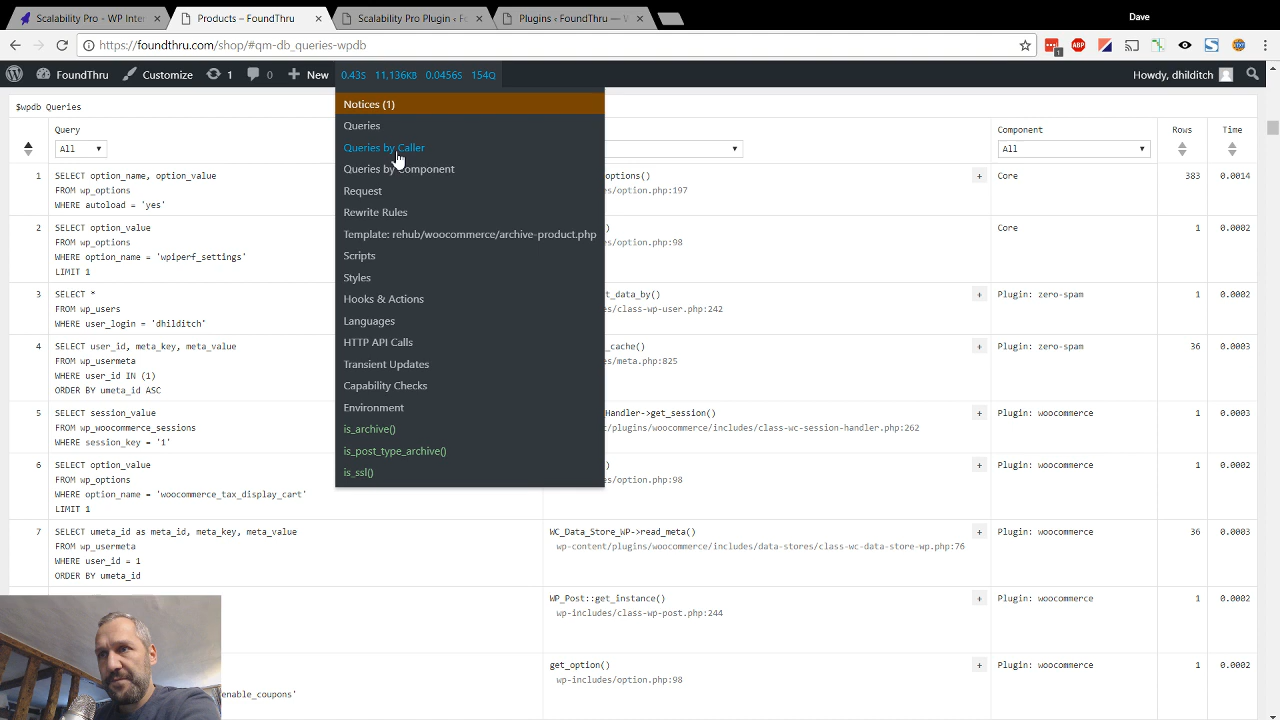 Scalability Pro - WP Inter
Products – FoundThru
Scalability Pro Plugin ‹ F
Plugins ‹ FoundThru — W
Dave
https://foundthru.com/shop/#qm-db_queries-wpdb
FoundThru
Customize
1
0
New
0.43S 11,136KB 0.0456S 154Q
Howdy, dhilditch
Notices (1)
Queries
Queries by Caller
Queries by Component
Request
Rewrite Rules
Template: rehub/woocommerce/archive-product.php
Scripts
Styles
Hooks & Actions
Languages
HTTP API Calls
Transient Updates
Capability Checks
Environment
is_archive()
is_post_type_archive()
is_ssl()
$wpdb Queries
Query
All
Component
All
Rows
Time
1
SELECT option_name, option_value
FROM wp_options
WHERE autoload = 'yes'
options()
s/option.php:197
+
Core
383
0.0014
2
SELECT option_value
FROM wp_options
WHERE option_name = 'wpiperf_settings'
LIMIT 1
)
s/option.php:98
Core
1
0.0002
3
SELECT *
FROM wp_users
WHERE user_login = 'dhilditch'
t_data_by()
s/class-wp-user.php:242
+
Plugin: zero-spam
1
0.0002
4
SELECT user_id, meta_key, meta_value
FROM wp_usermeta
WHERE user_id IN (1)
ORDER BY umeta_id ASC
_cache()
s/meta.php:825
+
Plugin: zero-spam
36
0.0003
5
SELECT session_value
FROM wp_woocommerce_sessions
WHERE session_key = '1'
Handler->get_session()
t/plugins/woocommerce/includes/class-wc-session-handler.php:262
+
Plugin: woocommerce
1
0.0003
6
SELECT option_value
FROM wp_options
WHERE option_name = 'woocommerce_tax_display_cart'
LIMIT 1
)
s/option.php:98
+
Plugin: woocommerce
1
0.0002
7
SELECT umeta_id as meta_id, meta_key, meta_value
FROM wp_usermeta
WHERE user_id = 1
ORDER BY umeta_id
WC_Data_Store_WP->read_meta()
wp-content/plugins/woocommerce/includes/data-stores/class-wc-data-store-wp.php:76
+
Plugin: woocommerce
36
0.0003
WP_Post::get_instance()
wp-includes/class-wp-post.php:244
+
Plugin: woocommerce
1
0.0002
enable_coupons'
get_option()
wp-includes/option.php:98
+
Plugin: woocommerce
1
0.0002